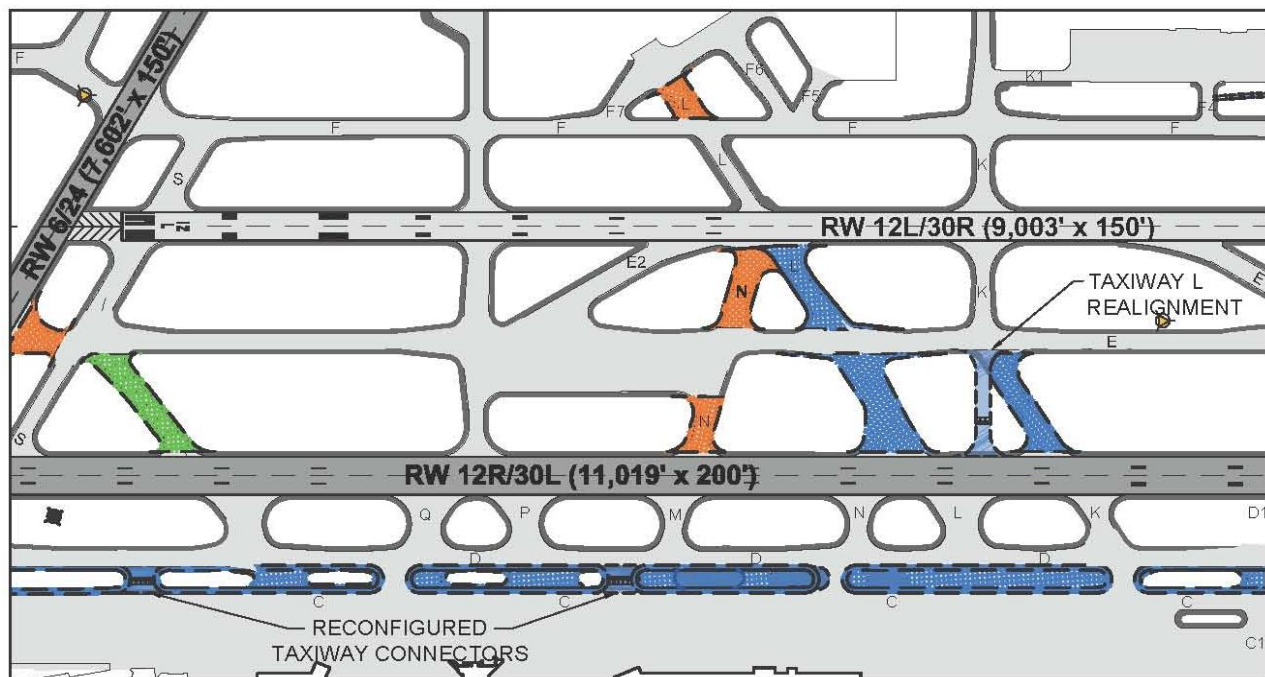 F
RW 6/24 (7,602' x 150')
F6
K1
L
F7
F5
F4
F
F
F
F
S
L
K
12
L
RW 12L/30R (9,003' x 150')
E2
E
L
N
K
TAXIWAY L
REALIGNMENT
I
E
N
S
RW 12R/30L (11,019' x 200')
Q
P
M
N
L
K
D1
D
D
D
C
C
C
C
RECONFIGURED
TAXIWAY CONNECTORS
C1